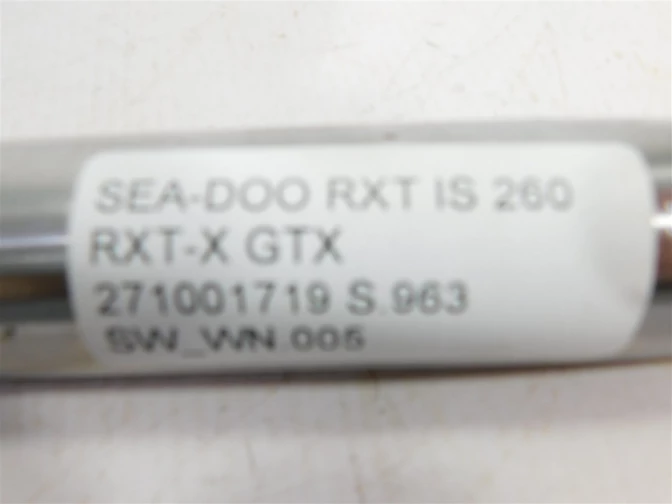 SEA-DOO RXT IS 260
RXT-X GTX
271001719 S.963
SW_WN.005